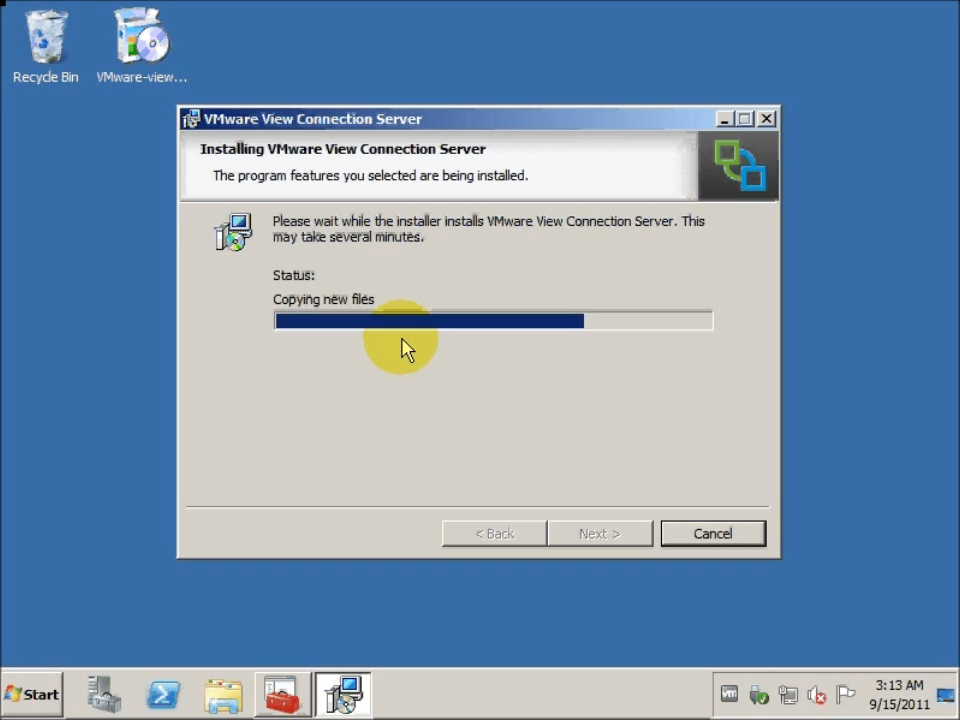 Recycle Bin
VMware-view...
VMware View Connection Server
Installing VMware View Connection Server
The program features you selected are being installed.
Please wait while the installer installs VMware View Connection Server. This
may take several minutes.
Status:
Copying new files
< Back
Next >
Cancel
Start
vm
3:13 AM
9/15/2011